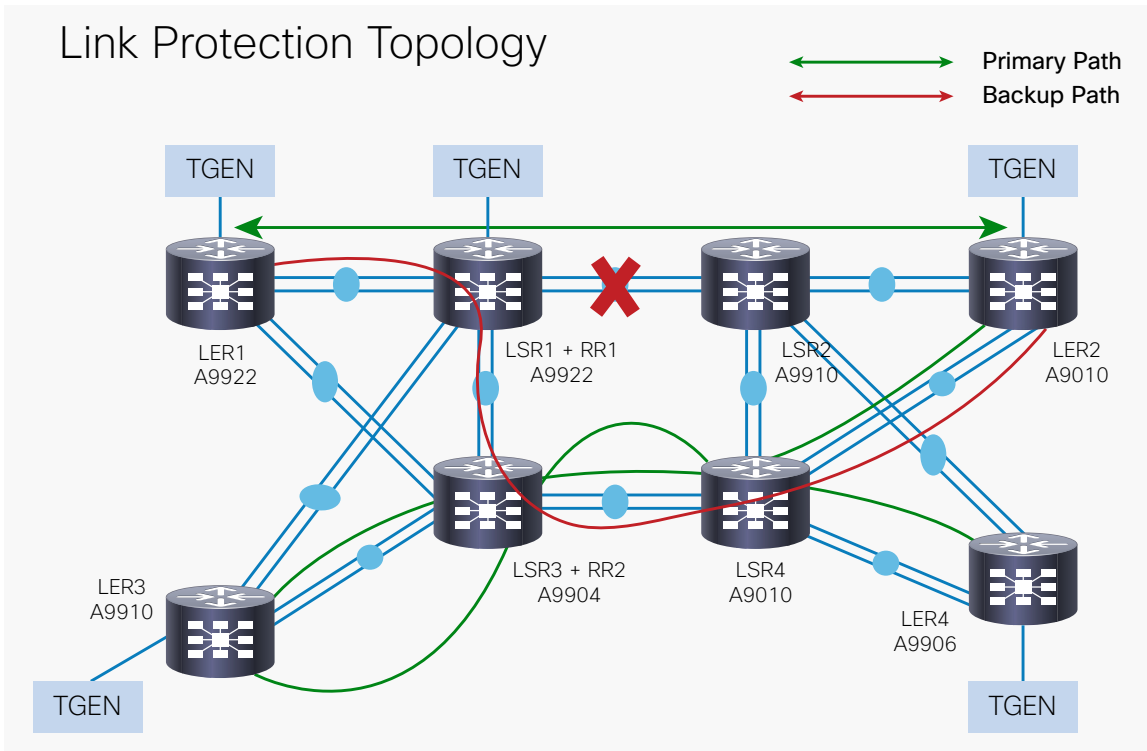 Link Protection Topology
Primary Path
Backup Path
TGEN
TGEN
TGEN
LER1
A9922
LSR1 + RR1
A9922
LSR2
A9910
LER2
A9010
LER3
A9910
LSR3 + RR2
A9904
LSR4
A9010
LER4
A9906
TGEN
TGEN